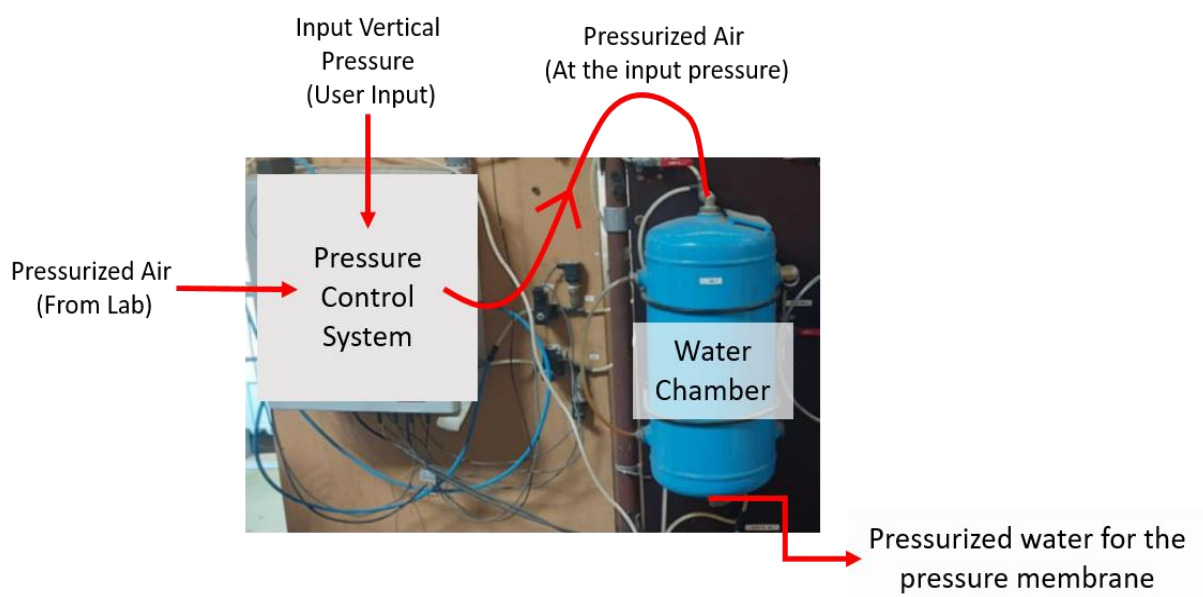 Input Vertical
Pressure
(User Input)
Pressurized Air
(At the input pressure)
Pressurized Air
(From Lab)
Pressure
Control
System
Water
Chamber
Pressurized water for the
pressure membrane